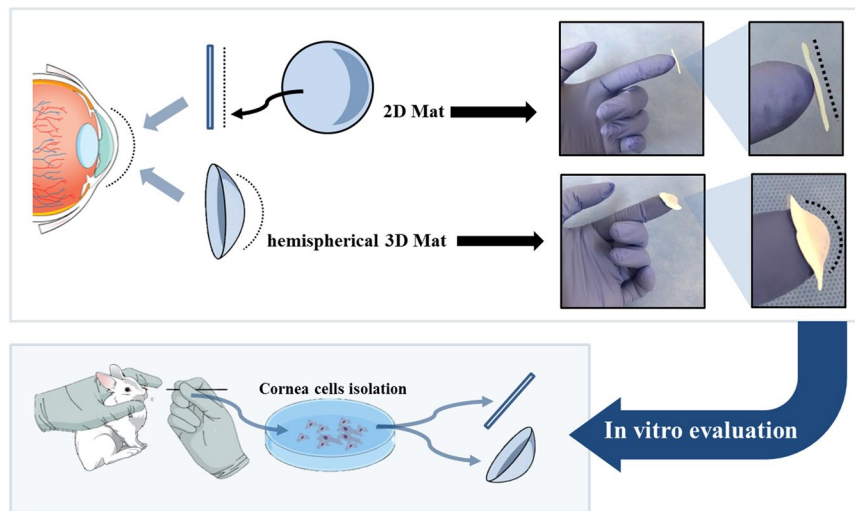 2D Mat
hemispherical 3D Mat
Cornea cells isolation
In vitro evaluation